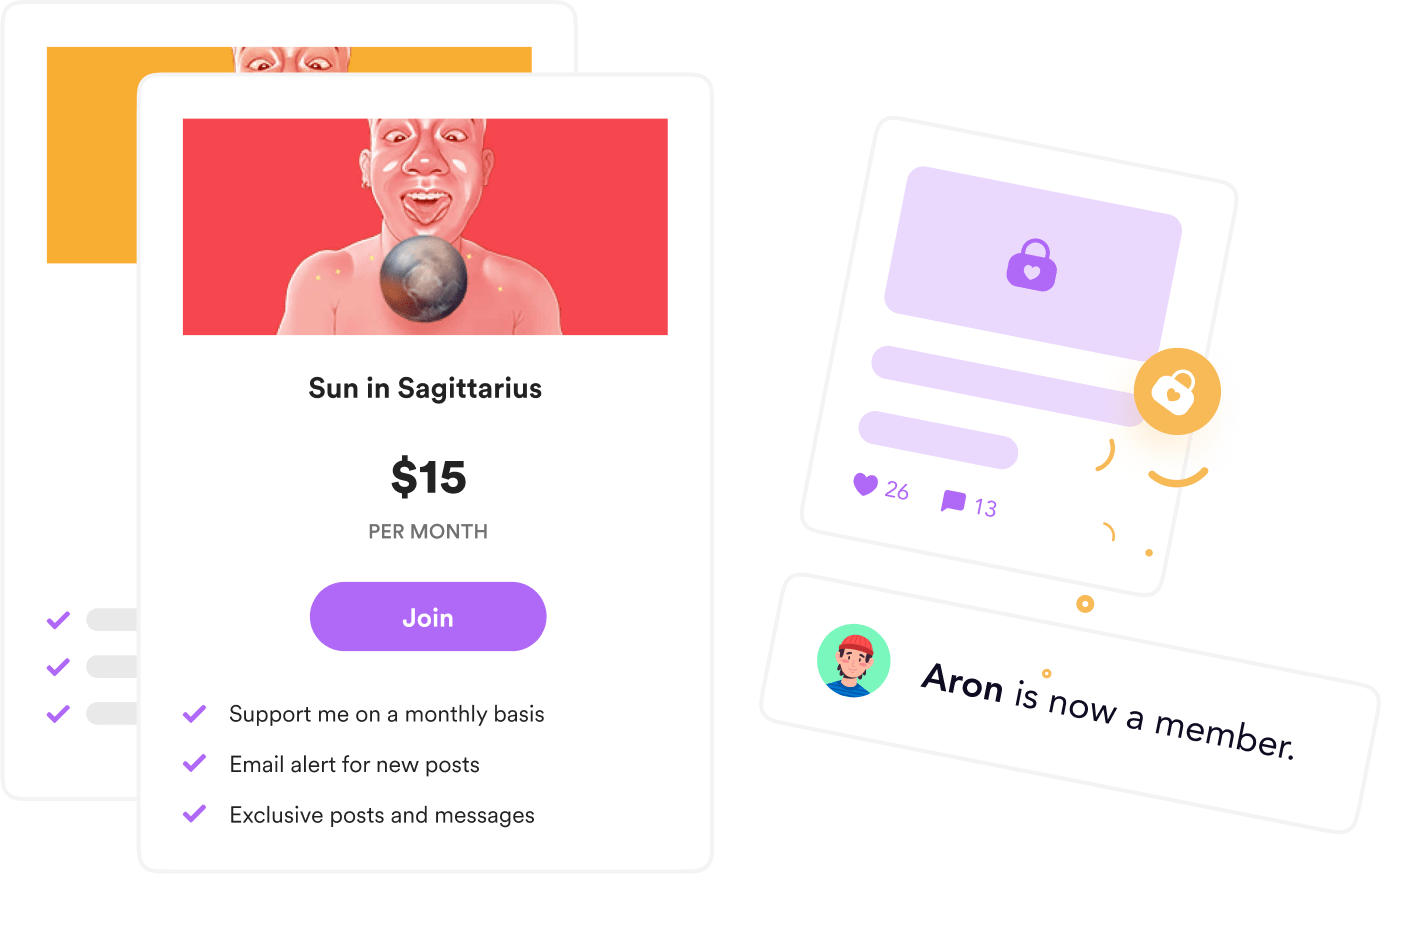 Sun in Sagittarius
$15
PER MONTH
Join
Support me on a monthly basis
Email alert for new posts
Exclusive posts and messages
26 13
Aron is now a member.